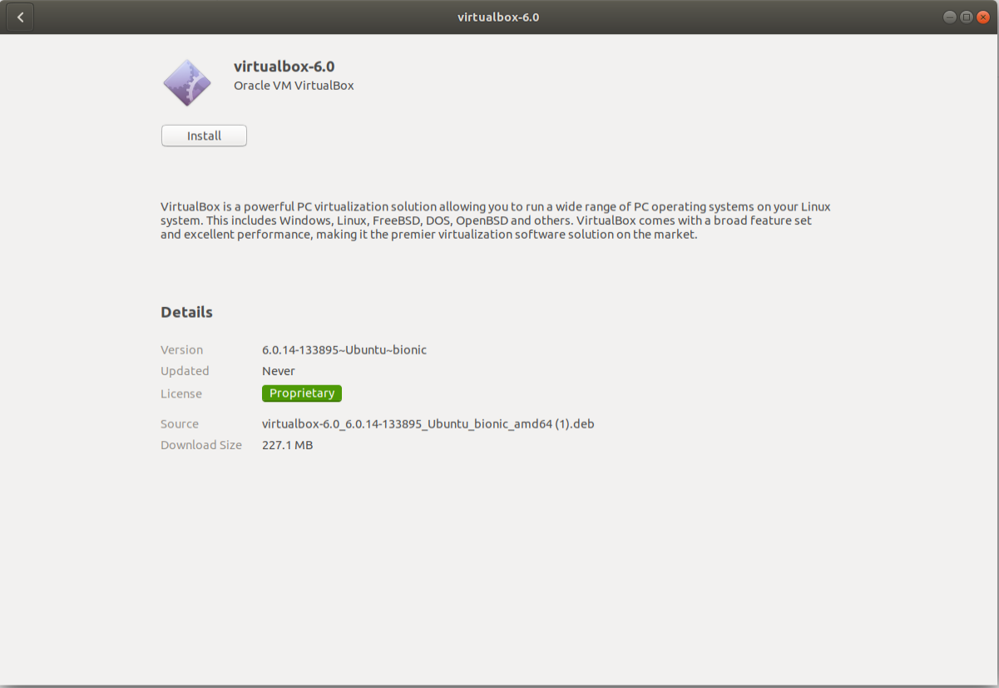 virtualbox-6.0
virtualbox-6.0
Oracle VM VirtualBox
Install
VirtualBox is a powerful PC virtualization solution allowing you to run a wide range of PC operating systems on your Linux
system. This includes Windows, Linux, FreeBSD, DOS, OpenBSD and others. VirtualBox comes with a broad feature set
and excellent performance, making it the premier virtualization software solution on the market.
Details
Version 6.0.14-133895~Ubuntu~bionic
Updated Never
License Proprietary
Source virtualbox-6.0_6.0.14-133895_Ubuntu_bionic_amd64 (1).deb
Download Size 227.1 MB